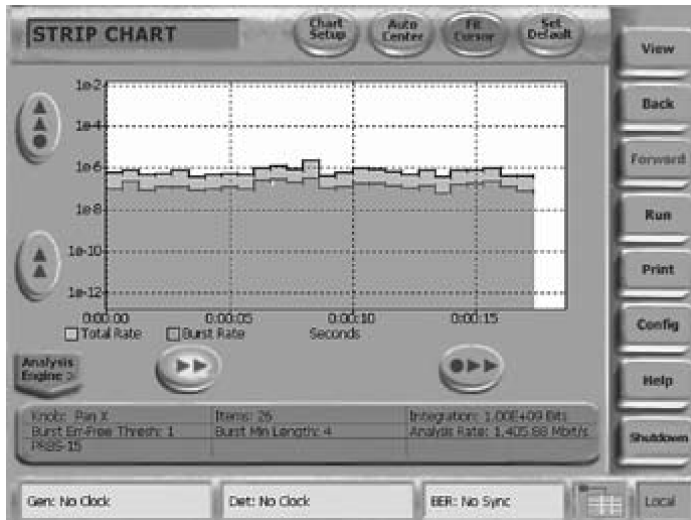 STRIP CHART
Chart Setup
Auto Center
Fit Cursor
Set Default
View
Back
Forward
Run
Print
Config
Help
Shutdown
1e-2
1e-4
1e-6
1e-8
1e-10
1e-12
0:00:00
0:00:05
0:00:10
0:00:15
Total Rate
Burst Rate
Seconds
Analysis Engine >
Knob: Pan X
Items: 26
Integration: 1.00E+09 Bits
Burst Err-Free Thresh: 1
Burst Min Length: 4
Analysis Rate: 1,405.88 Mbit/s
PRBS-15
Gen: No Clock
Det: No Clock
BER: No Sync
Local